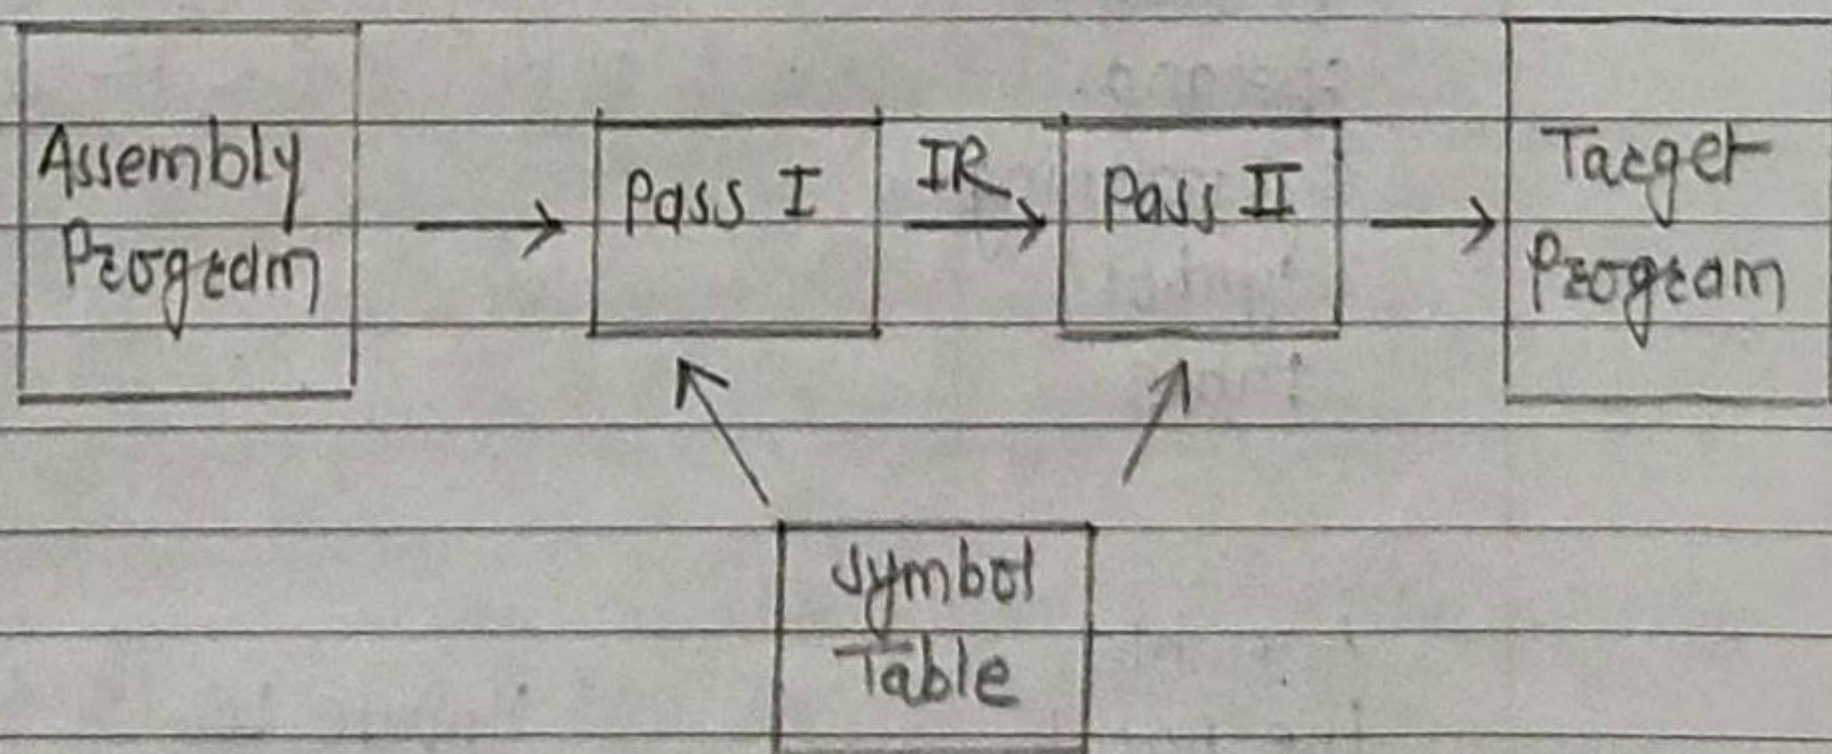 Assembly
Program
Pass I
IR
Pass II
Target
Program
Symbol
Table